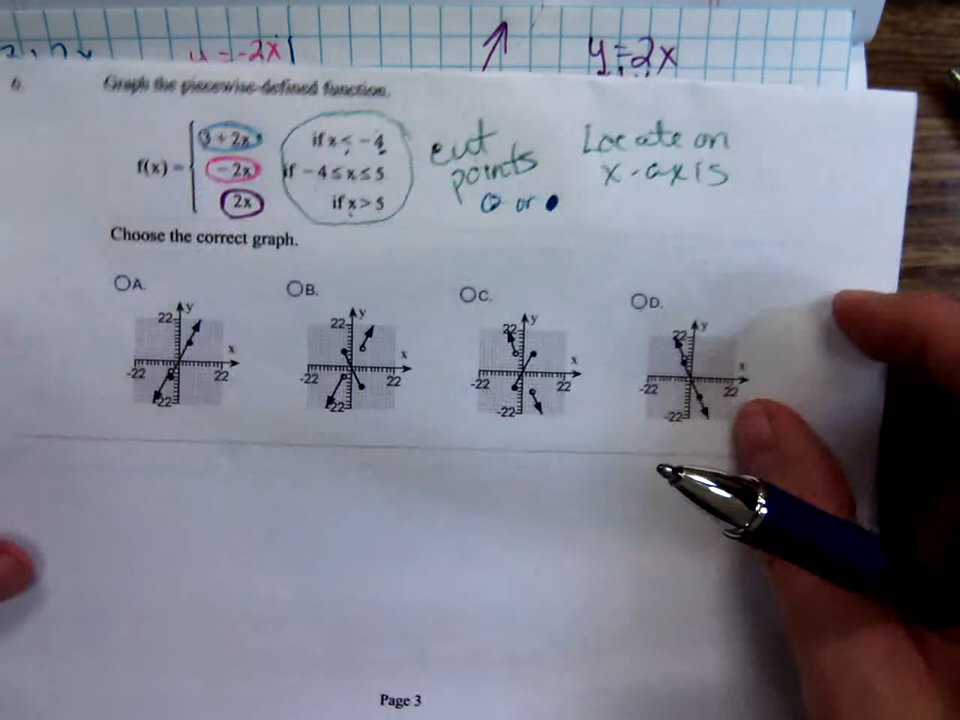 y = -2x
y = 2x
6. Graph the piecewise-defined function.
3 + 2x if x < -4
f(x) = - 2x if - 4 ≤ x ≤ 5
2x if x > 5
cut points
or
Locate on x-axis
Choose the correct graph.
A. B. C. D.
22 y x -22 22 -22
22 y x -22 22 -22
22 y x -22 22 -22
22 y x 22 -22
Page 3